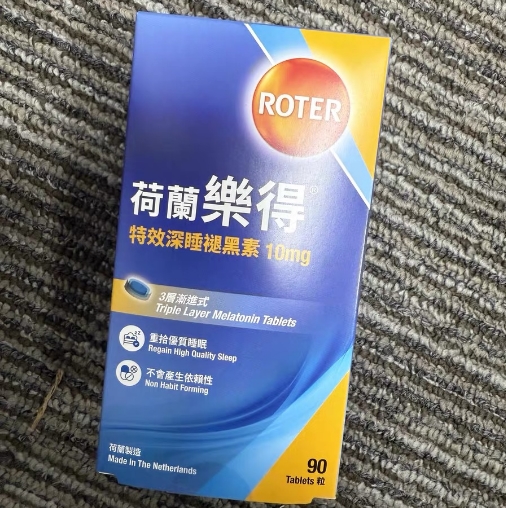 ROTER
荷蘭樂得®
特效深睡褪黑素 10mg
3層漸進式
Triple Layer Melatonin Tablets
重拾優質睡眠
Regain High Quality Sleep
不會產生依賴性
Non Habit Forming
荷蘭製造
Made In The Netherlands
90
Tablets 粒